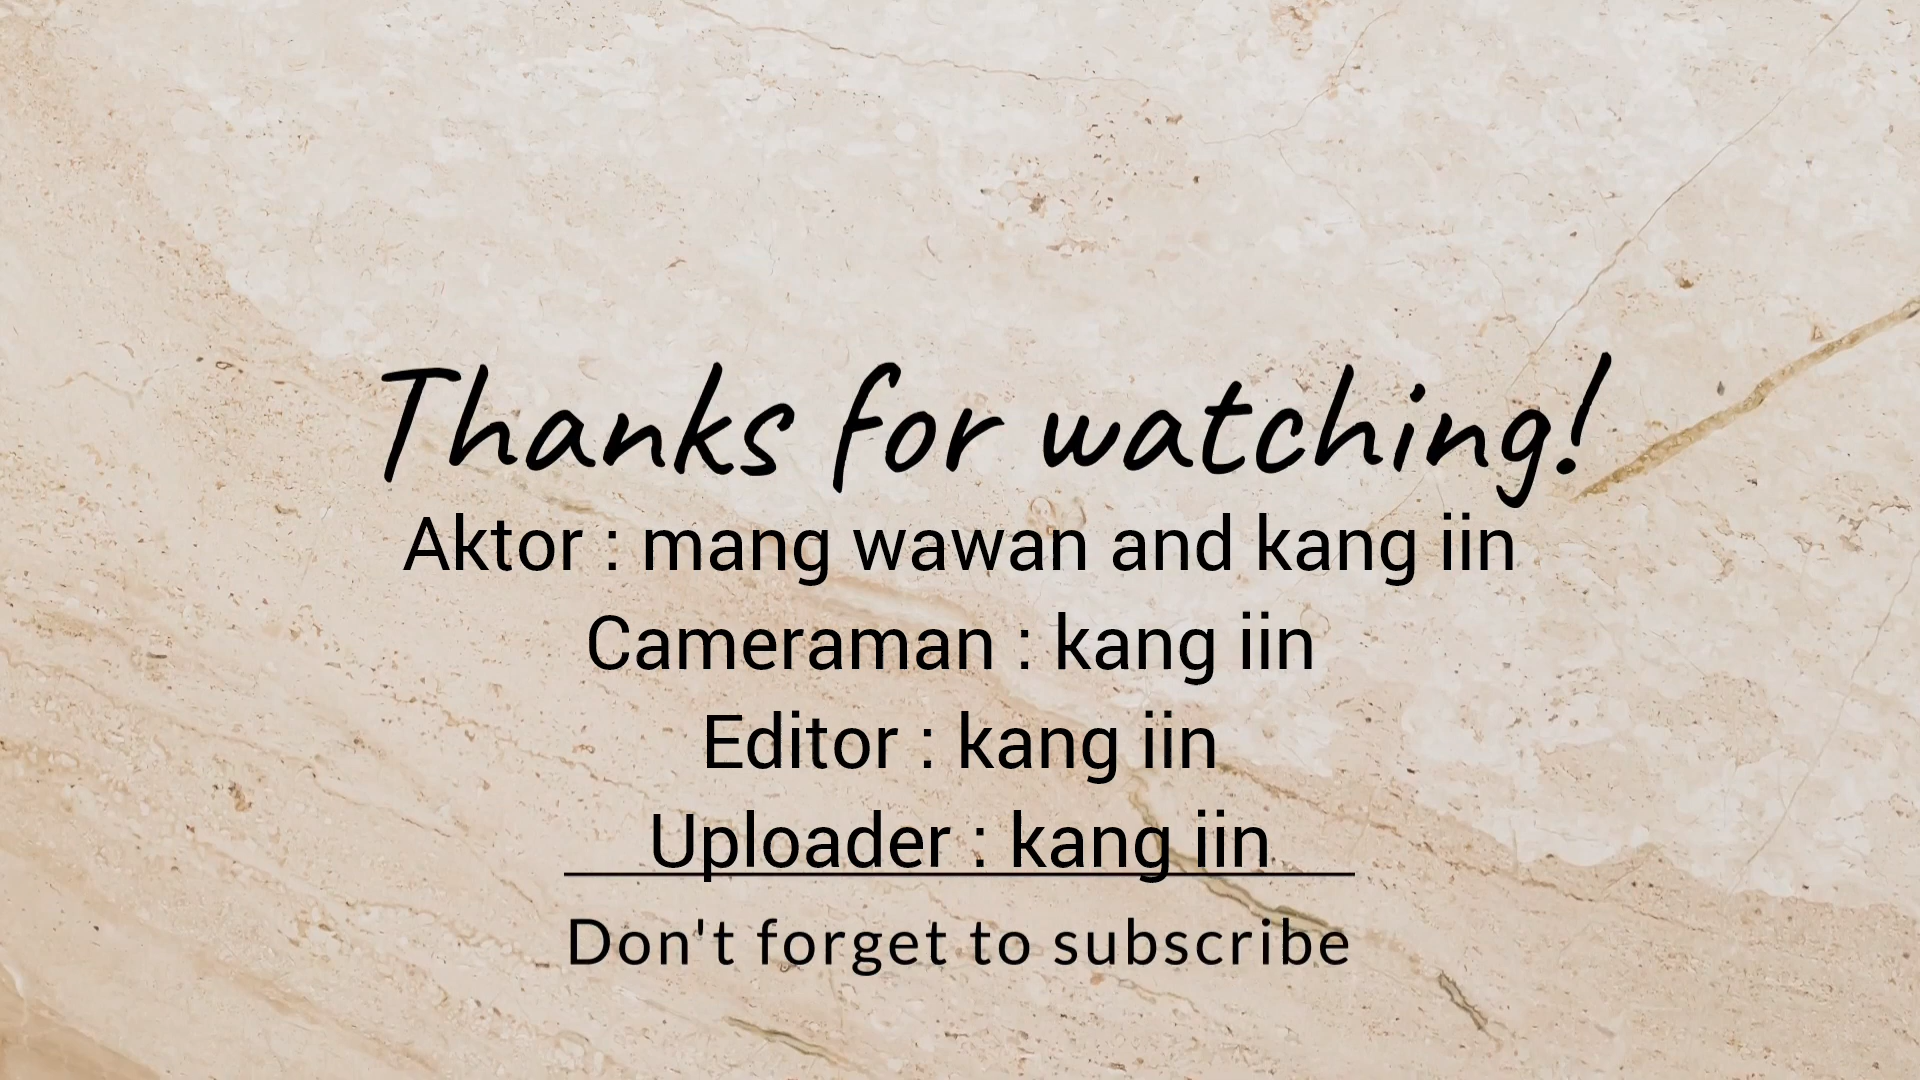 Thanks for watching!
Aktor : mang wawan and kang iin
Cameraman : kang iin
Editor : kang iin
Uploader : kang iin
Don't forget to subscribe